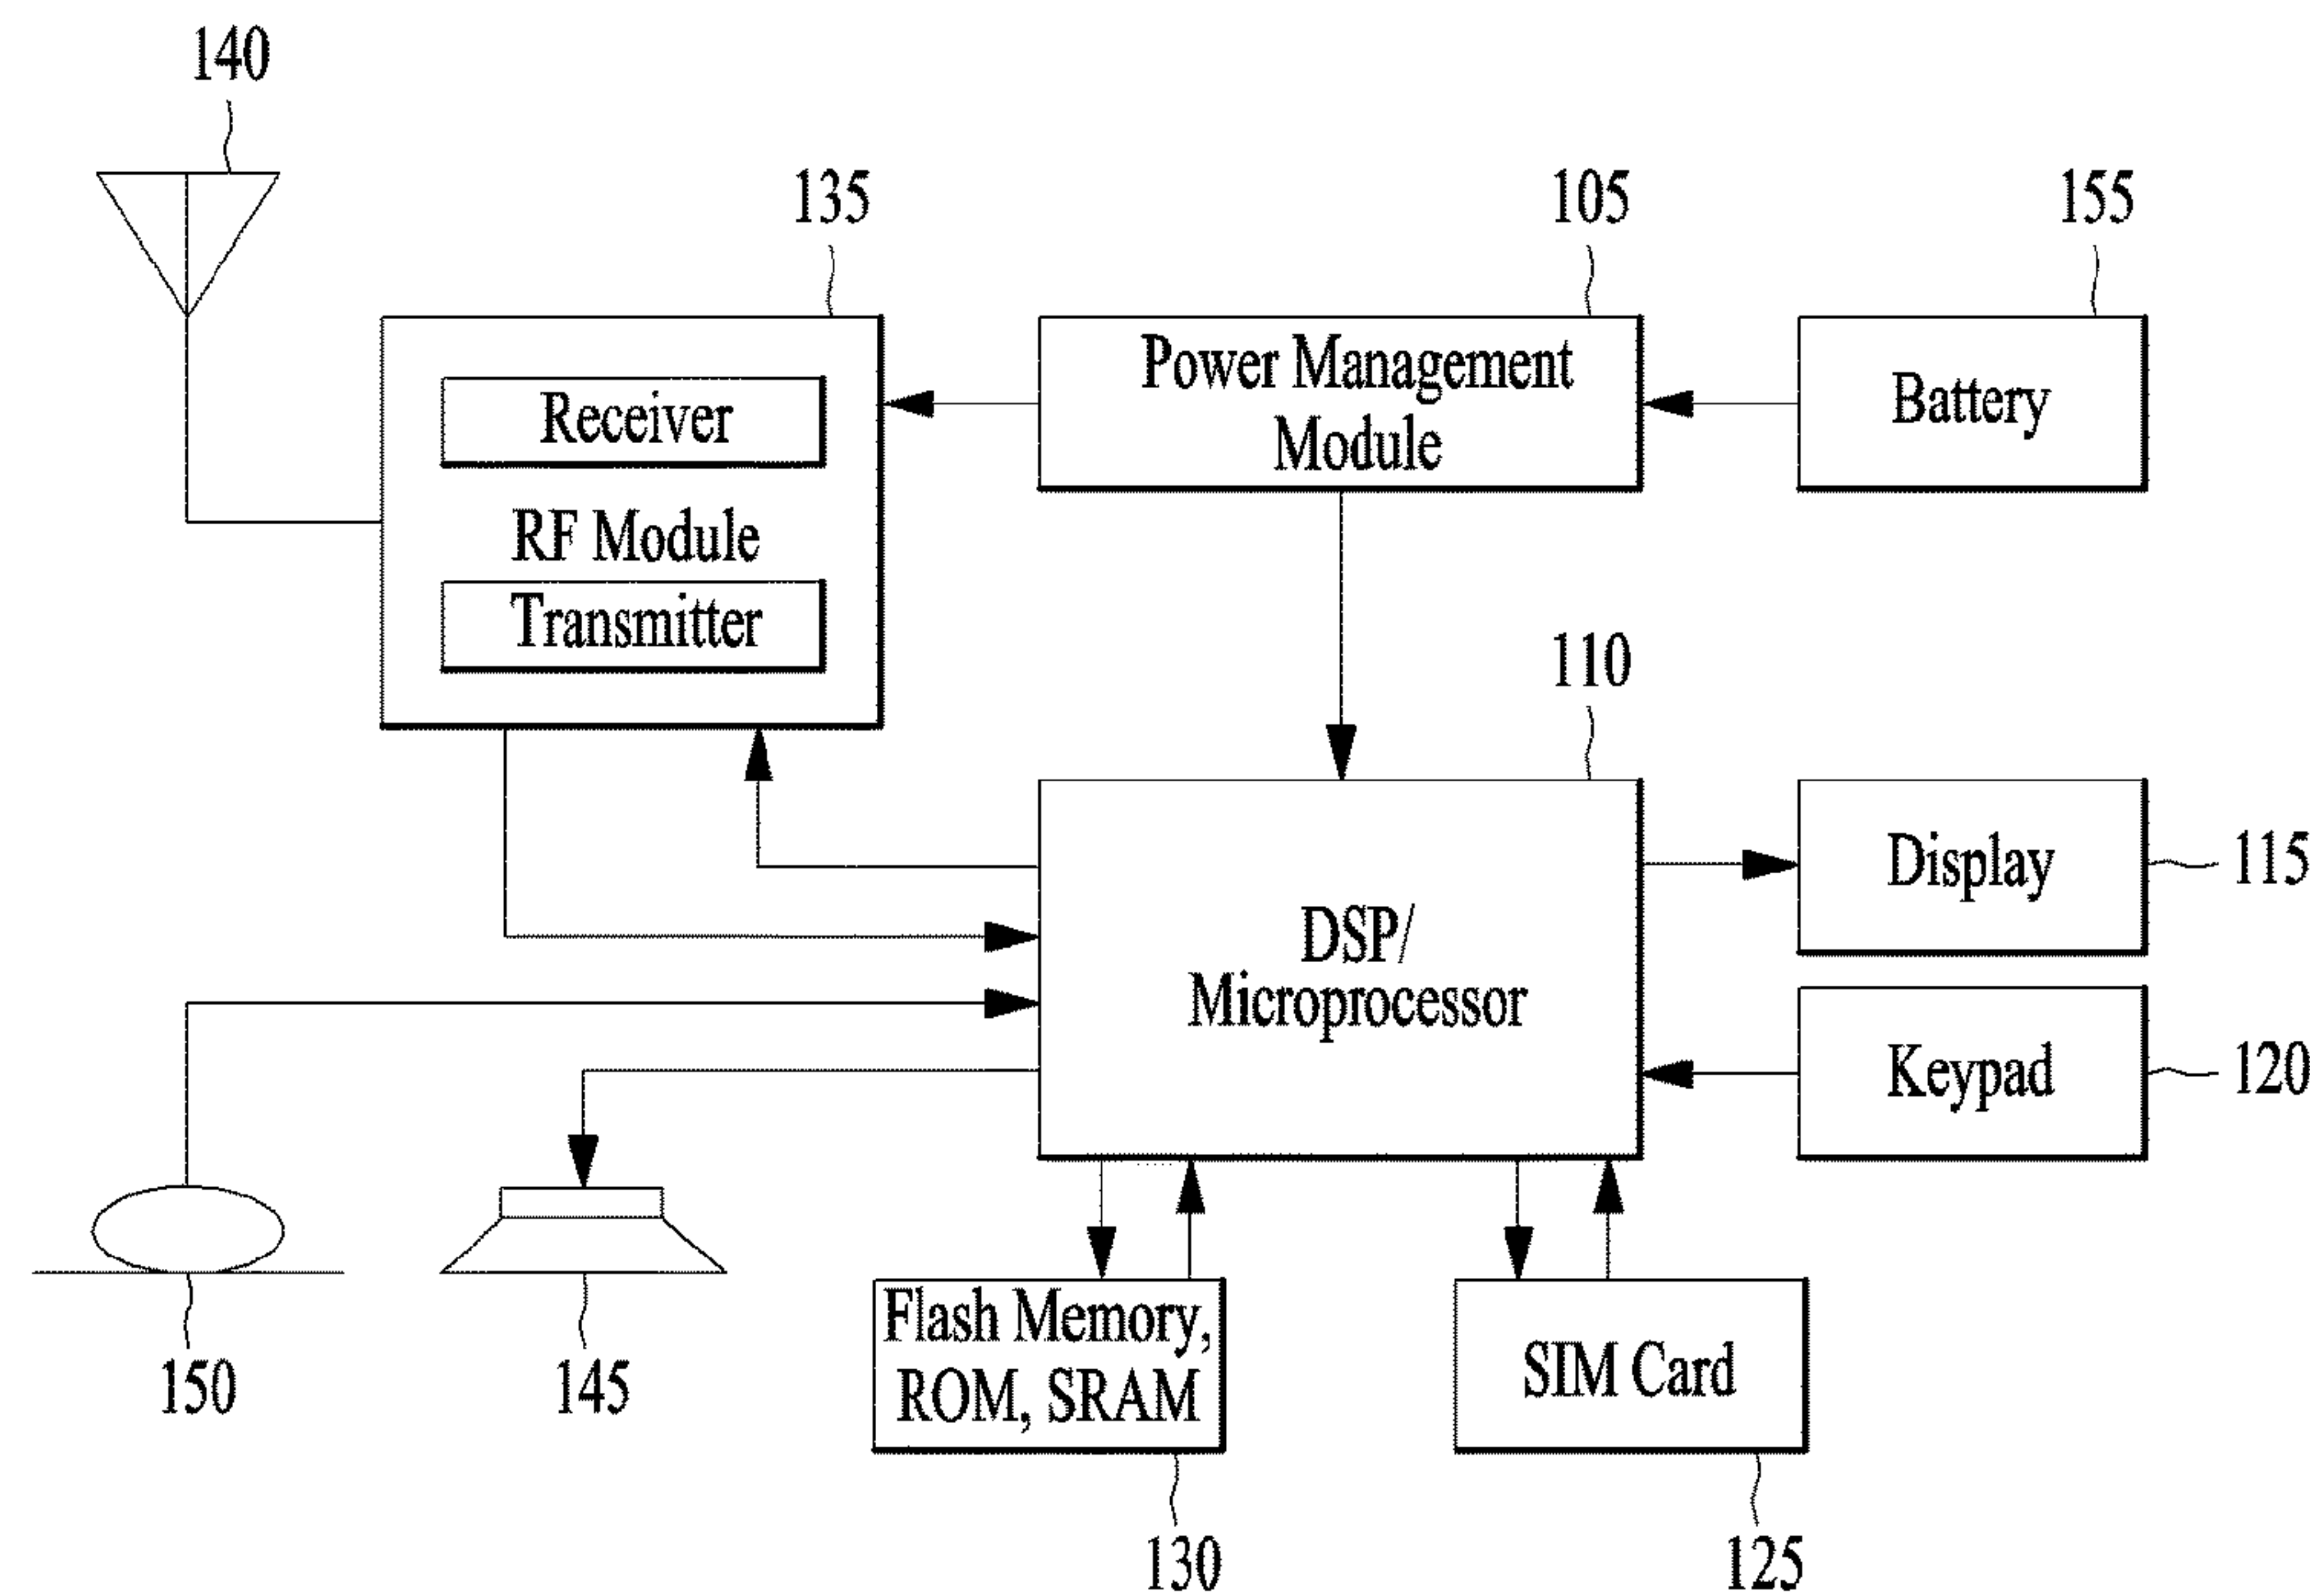 140
135
105
155
Receiver
RF Module
Transmitter
Power Management
Module
Battery
110
DSP/
Microprocessor
Display
115
Keypad
120
150
145
Flash Memory,
ROM, SRAM
SIM Card
130
125